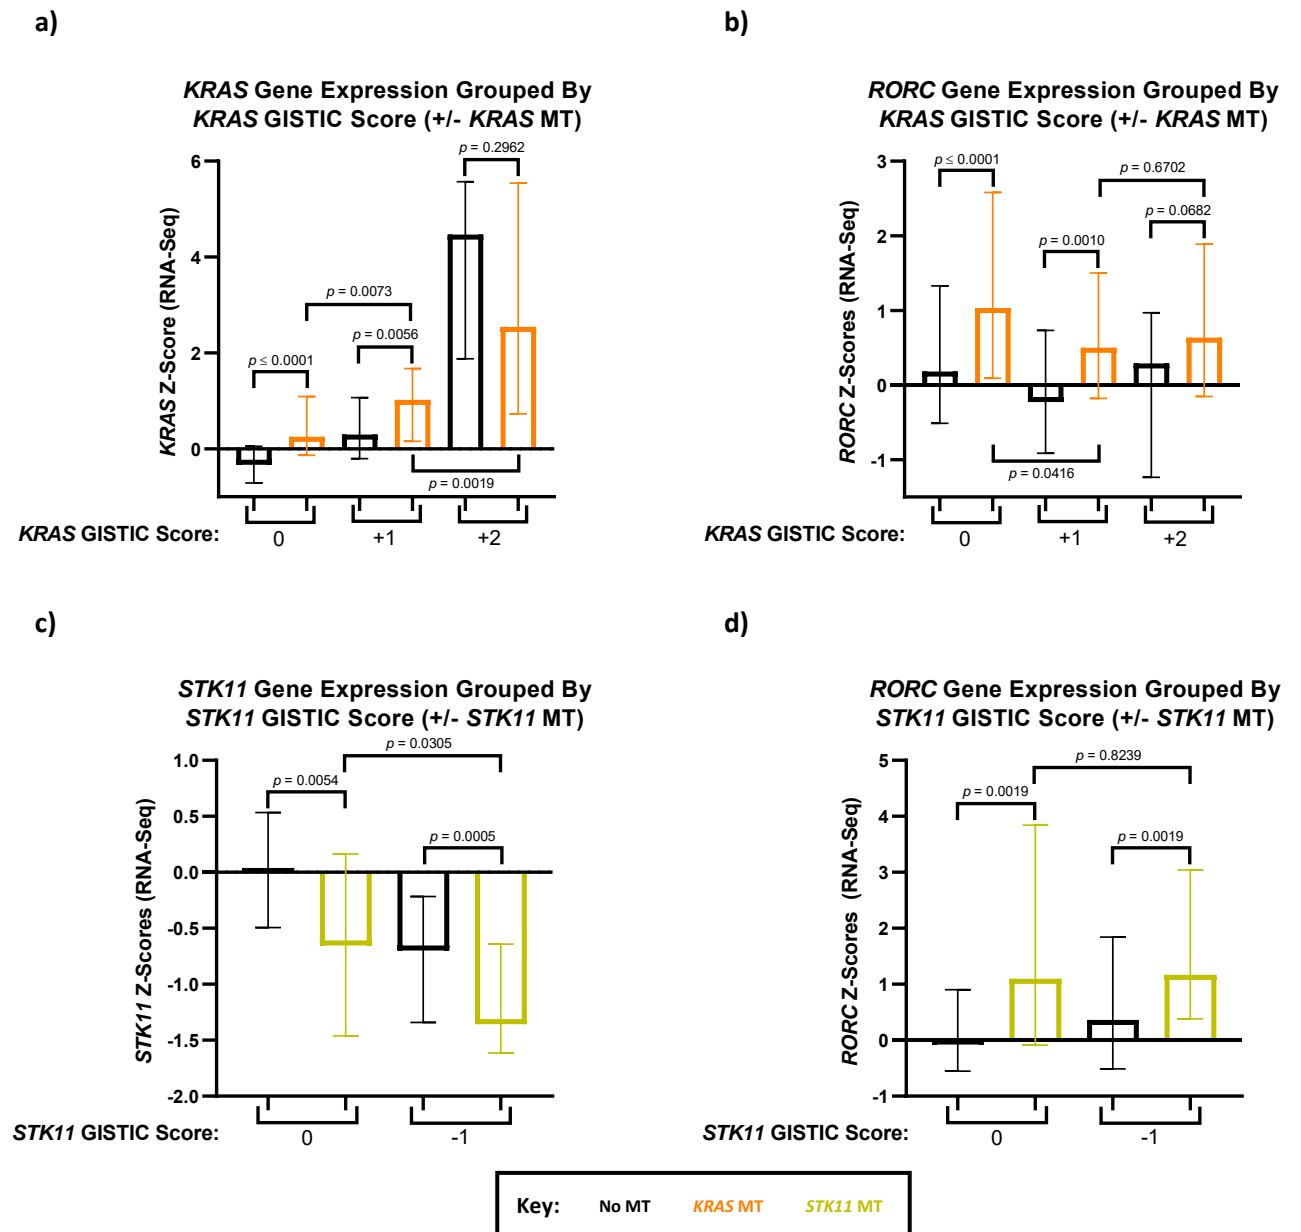 a)
KRAS Gene Expression Grouped By
KRAS GISTIC Score (+/- KRAS MT)
KRAS Z-Score (RNA-Seq)
6
4
2
0
p ≤ 0.0001
p = 0.0073
p = 0.0056
p = 0.2962
p = 0.0019
KRAS GISTIC Score:
0
+1
+2
b)
RORC Gene Expression Grouped By
KRAS GISTIC Score (+/- KRAS MT)
RORC Z-Scores (RNA-Seq)
3
2
1
0
-1
p ≤ 0.0001
p = 0.6702
p = 0.0010
p = 0.0682
p = 0.0416
KRAS GISTIC Score:
0
+1
+2
c)
STK11 Gene Expression Grouped By
STK11 GISTIC Score (+/- STK11 MT)
STK11 Z-Scores (RNA-Seq)
1.0
0.5
0.0
-0.5
-1.0
-1.5
-2.0
p = 0.0305
p = 0.0054
p = 0.0005
STK11 GISTIC Score:
0
-1
d)
RORC Gene Expression Grouped By
STK11 GISTIC Score (+/- STK11 MT)
RORC Z-Scores (RNA-Seq)
5
4
3
2
1
0
-1
p = 0.8239
p = 0.0019
p = 0.0019
STK11 GISTIC Score:
0
-1
Key: No MT KRAS MT STK11 MT